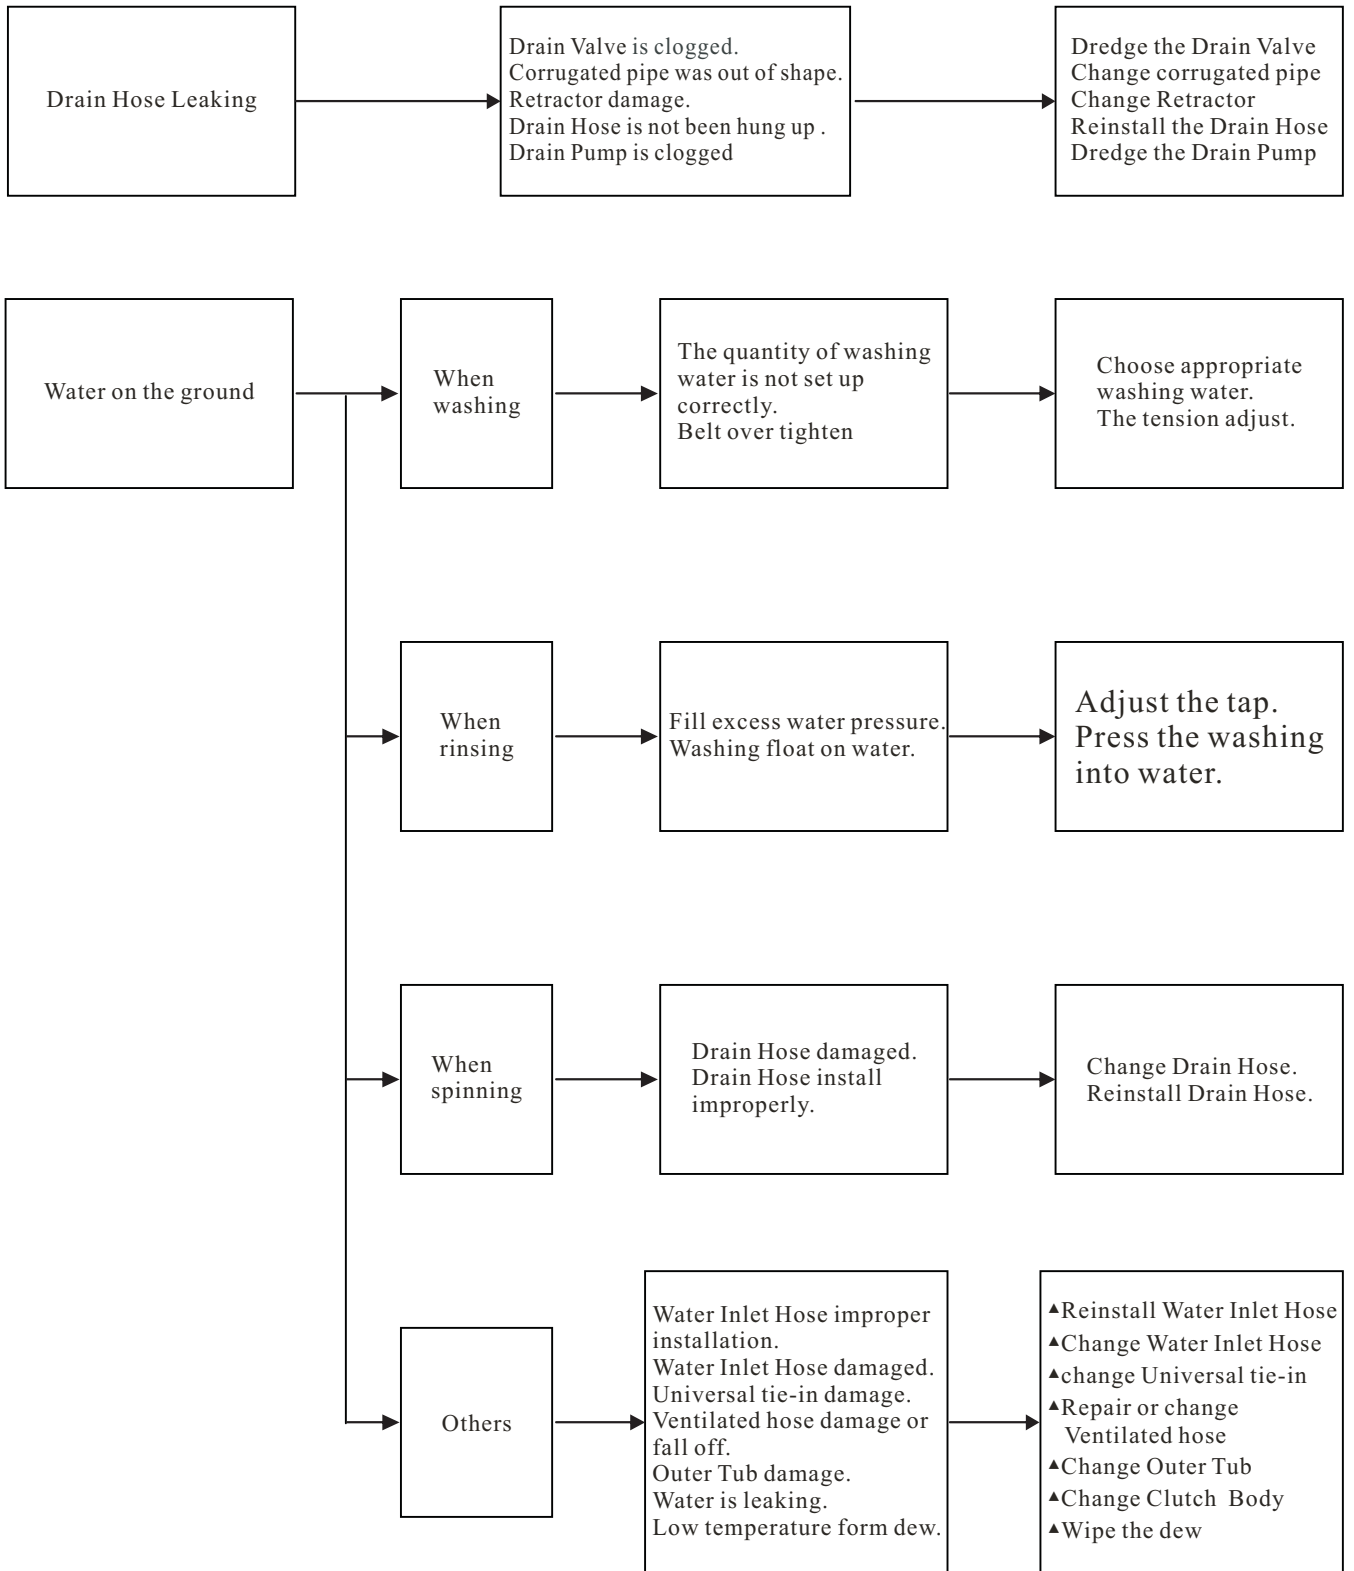 Drain Hose Leaking
Drain Valve is clogged.
Corrugated pipe was out of shape.
Retractor damage.
Drain Hose is not been hung up .
Drain Pump is clogged
Dredge the Drain Valve
Change corrugated pipe
Change Retractor
Reinstall the Drain Hose
Dredge the Drain Pump
Water on the ground
When
washing
The quantity of washing
water is not set up
correctly.
Belt over tighten
Choose appropriate
washing water.
The tension adjust.
When
rinsing
Fill excess water pressure.
Washing float on water.
Adjust the tap.
Press the washing
into water.
When
spinning
Drain Hose damaged.
Drain Hose install
improperly.
Change Drain Hose.
Reinstall Drain Hose.
Others
Water Inlet Hose improper
installation.
Water Inlet Hose damaged.
Universal tie-in damage.
Ventilated hose damage or
fall off.
Outer Tub damage.
Water is leaking.
Low temperature form dew.
▲Reinstall Water Inlet Hose
▲Change Water Inlet Hose
▲change Universal tie-in
▲Repair or change
Ventilated hose
▲Change Outer Tub
▲Change Clutch Body
▲Wipe the dew